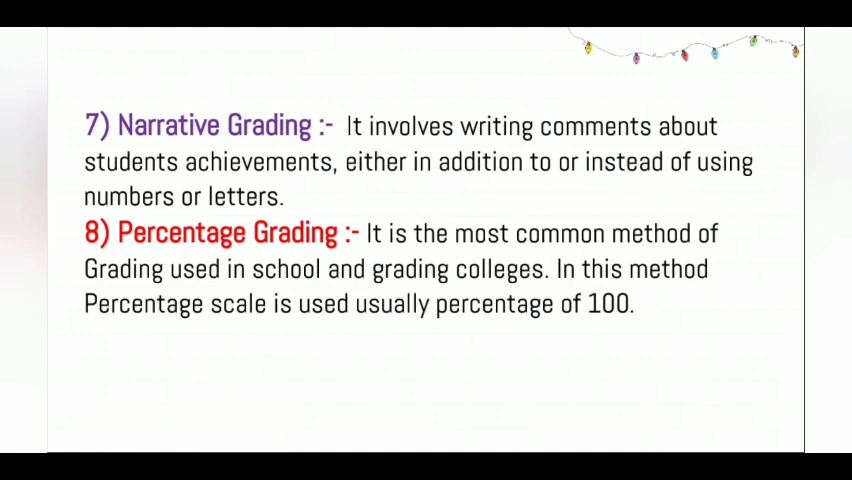 7) Narrative Grading :- It involves writing comments about
students achievements, either in addition to or instead of using
numbers or letters.
8) Percentage Grading :- It is the most common method of
Grading used in school and grading colleges. In this method
Percentage scale is used usually percentage of 100.